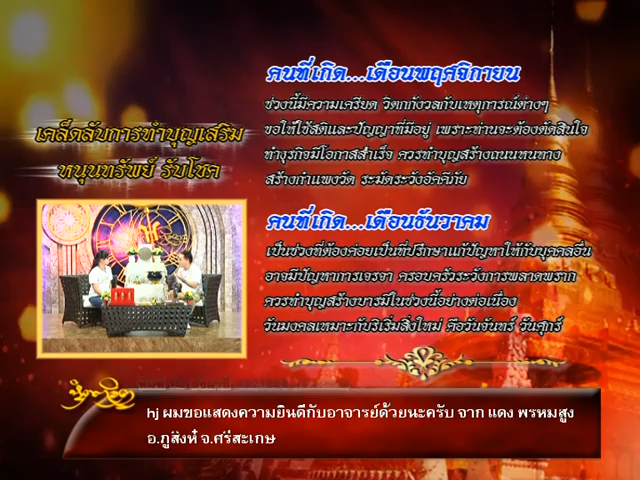 เคล็ดลับการทำบุญเสริม
หนุนทรัพย์ รับโชค
คนที่เกิด...เดือนพฤศจิกายน
ช่วงนี้มีความเครียด วิตกกังวลกับเหตุการณ์ต่างๆ
ขอให้ใช้สติและปัญญาที่มีอยู่ เพราะท่านจะต้องตัดสินใจ
ทำธุรกิจมีโอกาสสำเร็จ ควรทำบุญสร้างถนนหนทาง
สร้างกำแพงวัด ระมัดระวังอัคคีภัย
คนที่เกิด...เดือนธันวาคม
เป็นช่วงที่ต้องคอยเป็นที่ปรึกษาแก้ปัญหาให้กับบุคคลอื่น
อาจมีปัญหาการเจรจา ครอบครัวระวังการพลาดพราก
ควรทำบุญสร้างบารมีในช่วงนี้อย่างต่อเนื่อง
วันมงคลเหมาะกับริเริ่มสิ่งใหม่ คือวันจันทร์ วันศุกร์
hj ผมขอแสดงความยินดีกับอาจารย์ด้วยนะครับ จาก แดง พรหมสูง
อ.ภูสิงห์ จ.ศรีสะเกษ